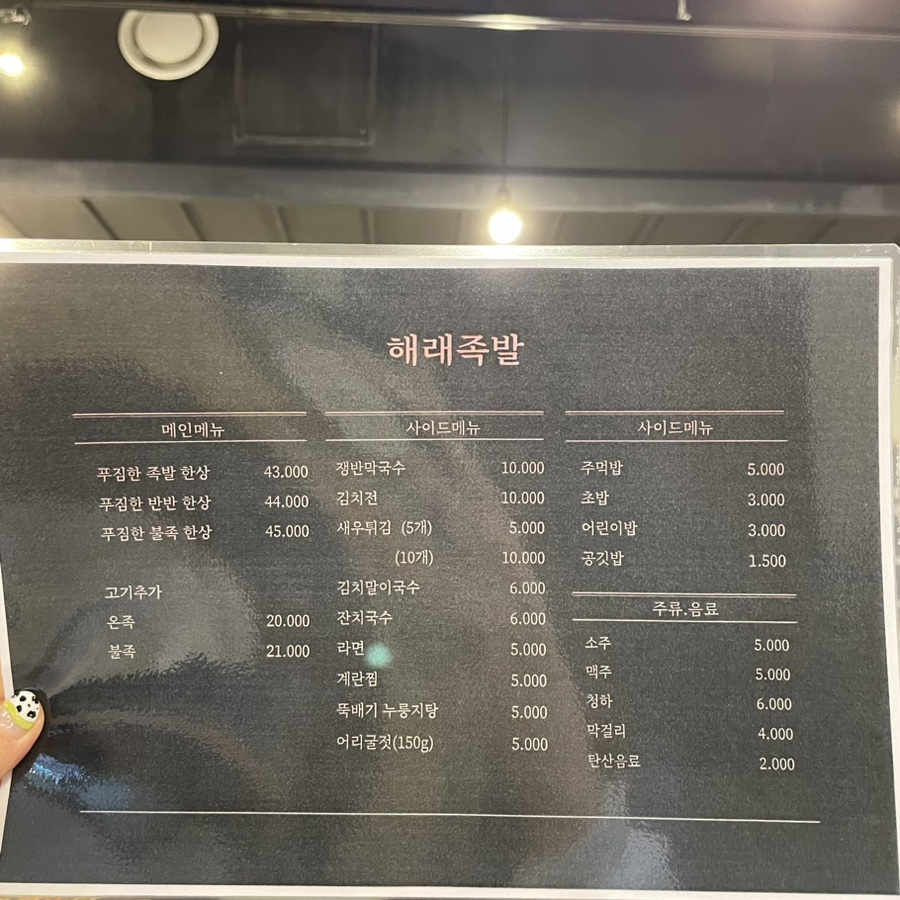 해래족발
메인메뉴
푸짐한 족발 한상 43.000
푸짐한 반반 한상 44.000
푸짐한 불족 한상 45.000
고기추가
온족 20.000
불족 21.000
사이드메뉴
쟁반막국수 10.000
김치전 10.000
새우튀김 (5개) 5.000
(10개) 10.000
김치말이국수 6.000
잔치국수 6.000
라면 5.000
계란찜 5.000
뚝배기 누룽지탕 5.000
어리굴젓(150g) 5.000
사이드메뉴
주먹밥 5.000
초밥 3.000
어린이밥 3.000
공깃밥 1.500
주류.음료
소주 5.000
맥주 5.000
청하 6.000
막걸리 4.000
탄산음료 2.000